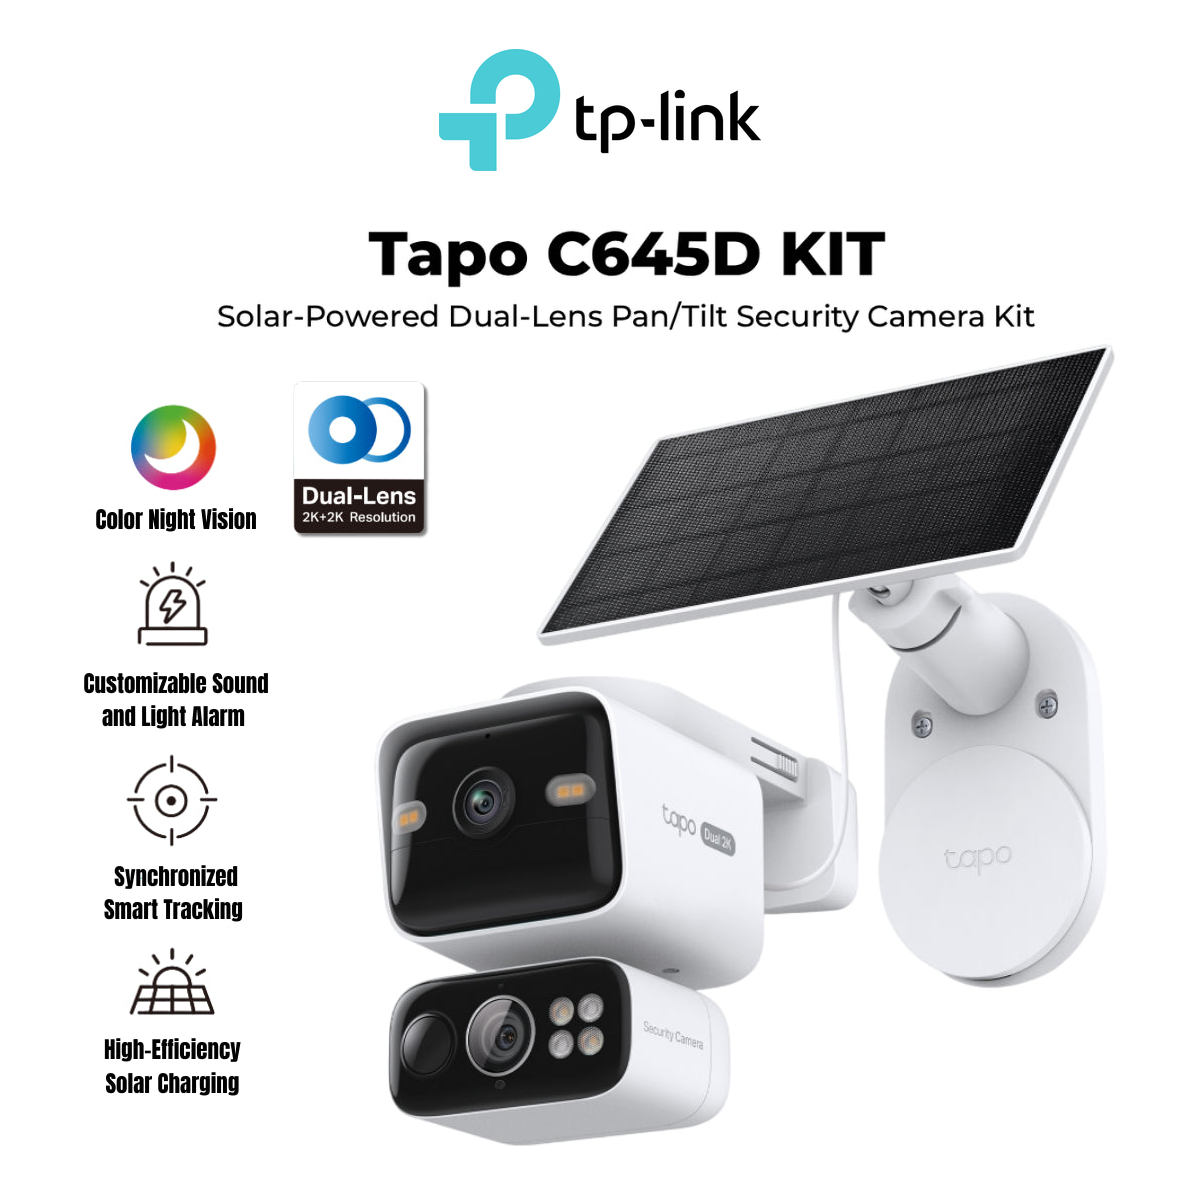 tp-link
Tapo C645D KIT
Solar-Powered Dual-Lens Pan/Tilt Security Camera Kit
Color Night Vision
Dual-Lens
2K+2K Resolution
Customizable Sound
and Light Alarm
Synchronized
Smart Tracking
High-Efficiency
Solar Charging
tapo Dual 2K
tapo
Security Camera